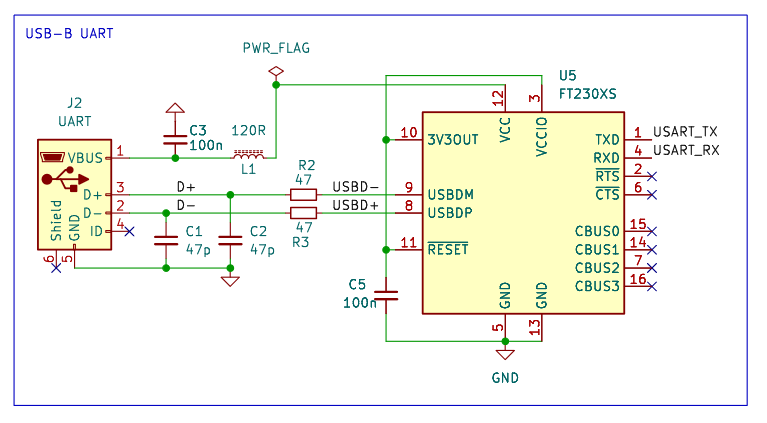 USB-B UART
PWR_FLAG
J2
UART
C3
100n
120R
L1
VBUS
1
D+
3
D-
2
ID
4
Shield
GND
6
5
D+
D-
C1
47p
C2
47p
R2
47
47
R3
USBD-
USBD+
C5
100n
U5
FT230XS
12
VCC
3
VCCIO
10
3V3OUT
9
USBDM
8
USBDP
11
RESET
TXD
1
USART_TX
RXD
4
USART_RX
RTS
2
CTS
6
CBUS0
15
CBUS1
14
CBUS2
7
CBUS3
16
GND
5
GND
13
GND